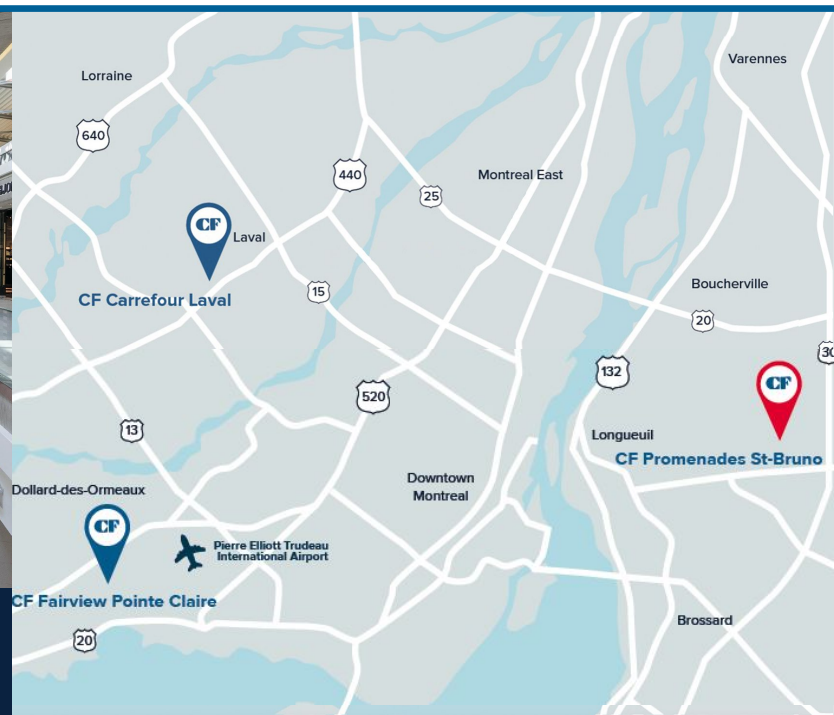 Varennes
Lorraine
640
Montreal East
440
25
CF
Laval
Boucherville
15
CF Carrefour Laval
20
132
30
CF
520
13
Longueuil
CF Promenades St-Bruno
Downtown
Montreal
Dollard-des-Ormeaux
CF
Pierre Elliott Trudeau
International Airport
CF Fairview Pointe Claire
Brossard
20